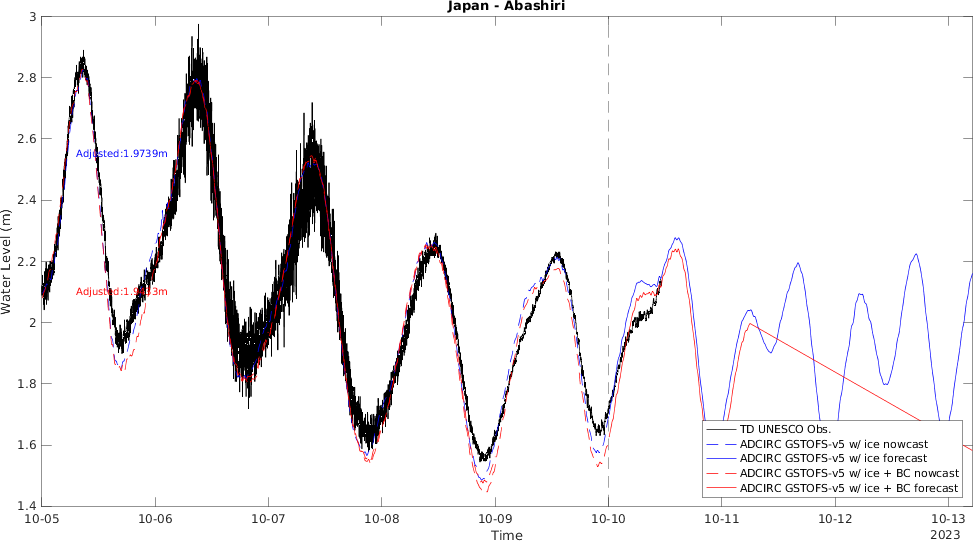 Japan - Abashiri
3
2.8
2.6
2.4
2.2
2
1.8
1.6
1.4
Water Level (m)
Adjusted:1.9739m
10-05
10-06
10-07
10-08
10-09
10-10
10-11
10-12
10-13
2023
Time
TD UNESCO Obs.
ADCIRC GSTOFS-v5 w/ ice nowcast
ADCIRC GSTOFS-v5 w/ ice forecast
ADCIRC GSTOFS-v5 w/ ice + BC nowcast
ADCIRC GSTOFS-v5 w/ ice + BC forecast